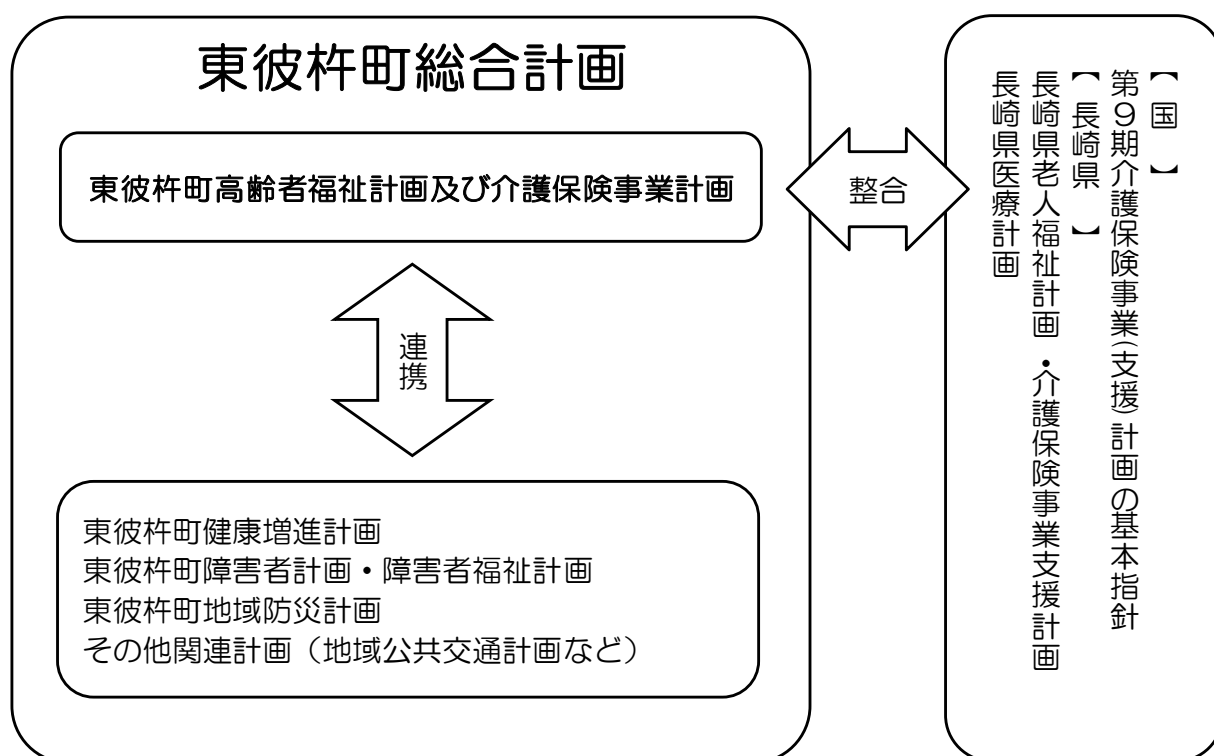 東彼杵町総合計画
東彼杵町高齢者福祉計画及び介護保険事業計画
整合
連携
東彼杵町健康増進計画
東彼杵町障害者計画・障害者福祉計画
東彼杵町地域防災計画
その他関連計画（地域公共交通計画など）
【国】
第９期介護保険事業(支援)計画の基本指針
【長崎県】
長崎県老人福祉計画・介護保険事業支援計画
長崎県医療計画